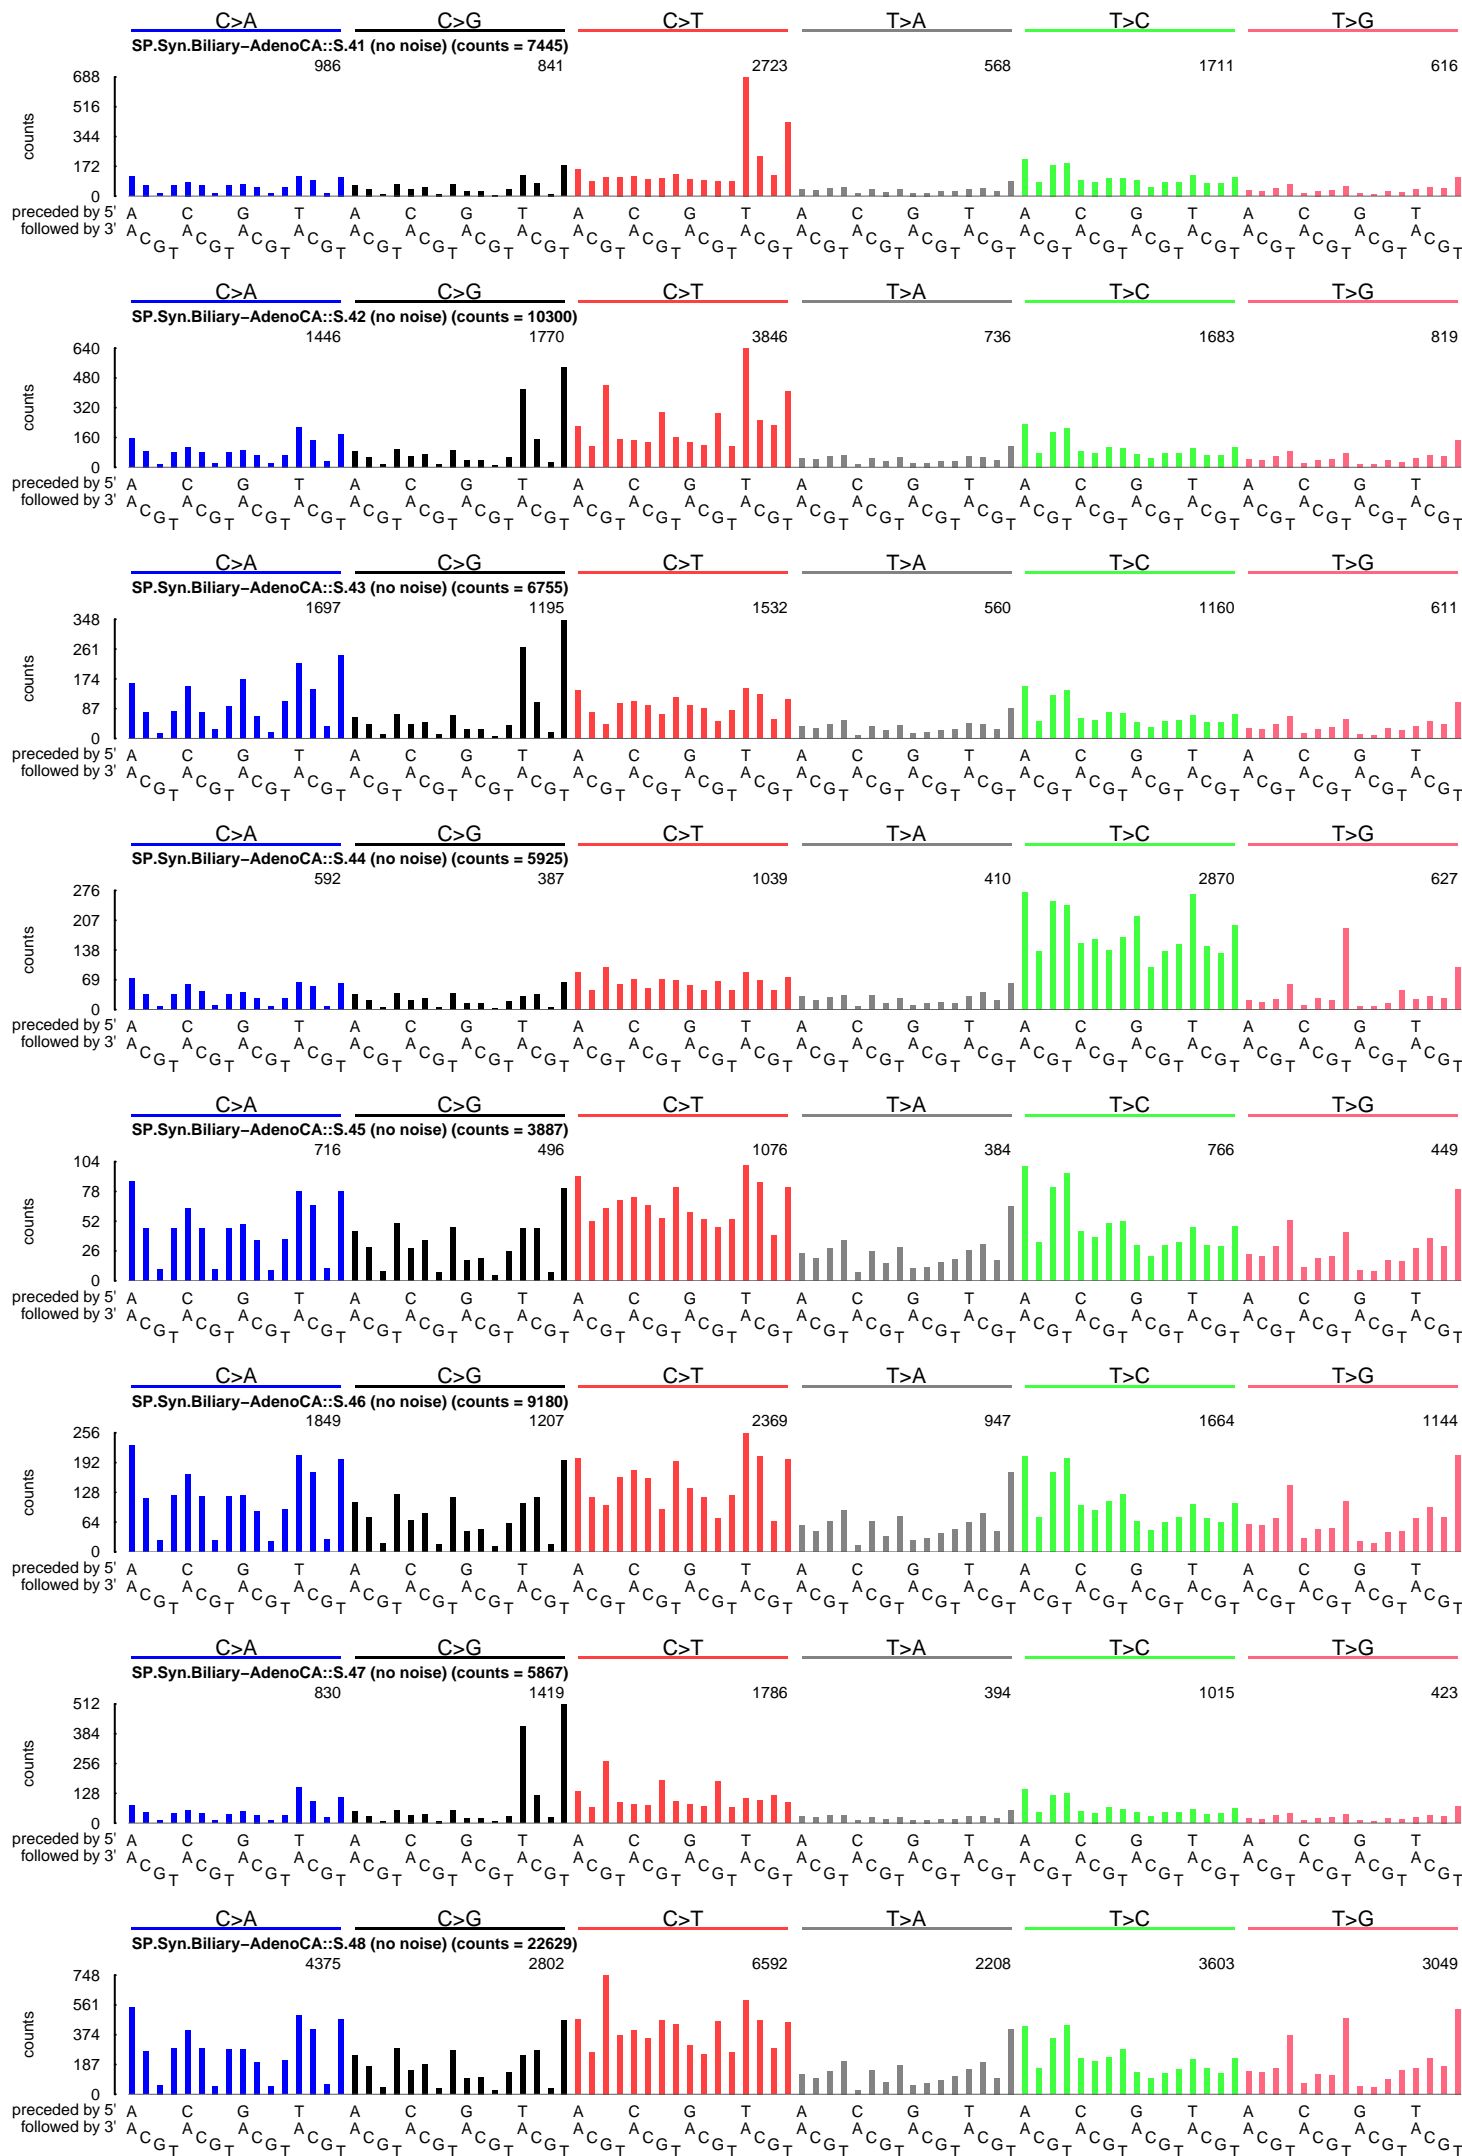 C>A C>G C>T T>A T>C T>G
SP.Syn.Biliary−AdenoCA::S.41 (no noise) (counts = 7445)
986 841 2723 568 1711 616
688
516
344
172
0
counts
preceded by 5' A C G T A C G T A C G T A C G T A C G T A C G T
followed by 3' A C G T A C G T A C G T A C G T A C G T A C G T A C G T A C G T A C G T A C G T A C G T A C G T A C G T A C G T A C G T A C G T A C G T A C G T A C G T A C G T A C G T A C G T A C G T A C G T
C>A C>G C>T T>A T>C T>G
SP.Syn.Biliary−AdenoCA::S.42 (no noise) (counts = 10300)
1446 1770 3846 736 1683 819
640
480
320
160
0
counts
preceded by 5' A C G T A C G T A C G T A C G T A C G T A C G T
followed by 3' A C G T A C G T A C G T A C G T A C G T A C G T A C G T A C G T A C G T A C G T A C G T A C G T A C G T A C G T A C G T A C G T A C G T A C G T A C G T A C G T A C G T A C G T A C G T A C G T
C>A C>G C>T T>A T>C T>G
SP.Syn.Biliary−AdenoCA::S.43 (no noise) (counts = 6755)
1697 1195 1532 560 1160 611
348
261
174
87
0
counts
preceded by 5' A C G T A C G T A C G T A C G T A C G T A C G T
followed by 3' A C G T A C G T A C G T A C G T A C G T A C G T A C G T A C G T A C G T A C G T A C G T A C G T A C G T A C G T A C G T A C G T A C G T A C G T A C G T A C G T A C G T A C G T A C G T A C G T
C>A C>G C>T T>A T>C T>G
SP.Syn.Biliary−AdenoCA::S.44 (no noise) (counts = 5925)
592 387 1039 410 2870 627
276
207
138
69
0
counts
preceded by 5' A C G T A C G T A C G T A C G T A C G T A C G T
followed by 3' A C G T A C G T A C G T A C G T A C G T A C G T A C G T A C G T A C G T A C G T A C G T A C G T A C G T A C G T A C G T A C G T A C G T A C G T A C G T A C G T A C G T A C G T A C G T A C G T
C>A C>G C>T T>A T>C T>G
SP.Syn.Biliary−AdenoCA::S.45 (no noise) (counts = 3887)
716 496 1076 384 766 449
104
78
52
26
0
counts
preceded by 5' A C G T A C G T A C G T A C G T A C G T A C G T
followed by 3' A C G T A C G T A C G T A C G T A C G T A C G T A C G T A C G T A C G T A C G T A C G T A C G T A C G T A C G T A C G T A C G T A C G T A C G T A C G T A C G T A C G T A C G T A C G T A C G T
C>A C>G C>T T>A T>C T>G
SP.Syn.Biliary−AdenoCA::S.46 (no noise) (counts = 9180)
1849 1207 2369 947 1664 1144
256
192
128
64
0
counts
preceded by 5' A C G T A C G T A C G T A C G T A C G T A C G T
followed by 3' A C G T A C G T A C G T A C G T A C G T A C G T A C G T A C G T A C G T A C G T A C G T A C G T A C G T A C G T A C G T A C G T A C G T A C G T A C G T A C G T A C G T A C G T A C G T A C G T
C>A C>G C>T T>A T>C T>G
SP.Syn.Biliary−AdenoCA::S.47 (no noise) (counts = 5867)
830 1419 1786 394 1015 423
512
384
256
128
0
counts
preceded by 5' A C G T A C G T A C G T A C G T A C G T A C G T
followed by 3' A C G T A C G T A C G T A C G T A C G T A C G T A C G T A C G T A C G T A C G T A C G T A C G T A C G T A C G T A C G T A C G T A C G T A C G T A C G T A C G T A C G T A C G T A C G T A C G T
C>A C>G C>T T>A T>C T>G
SP.Syn.Biliary−AdenoCA::S.48 (no noise) (counts = 22629)
4375 2802 6592 2208 3603 3049
748
561
374
187
0
counts
preceded by 5' A C G T A C G T A C G T A C G T A C G T A C G T
followed by 3' A C G T A C G T A C G T A C G T A C G T A C G T A C G T A C G T A C G T A C G T A C G T A C G T A C G T A C G T A C G T A C G T A C G T A C G T A C G T A C G T A C G T A C G T A C G T A C G T